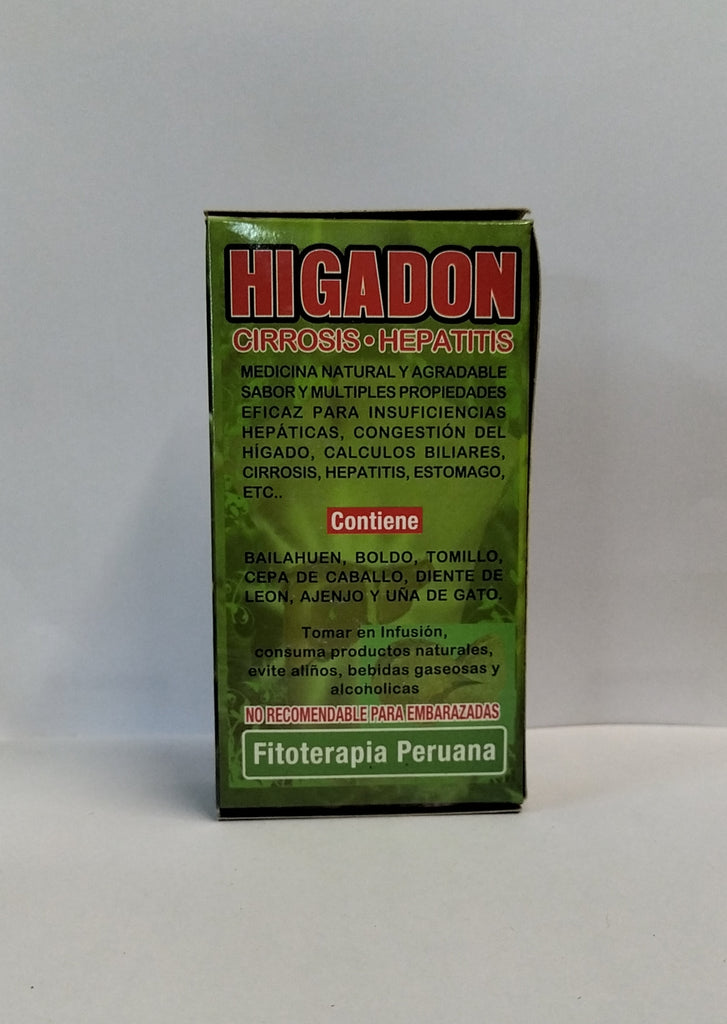 HIGADON
CIRROSIS • HEPATITIS
MEDICINA NATURAL Y AGRADABLE
SABOR Y MULTIPLES PROPIEDADES
EFICAZ PARA INSUFICIENCIAS
HEPÁTICAS, CONGESTIÓN DEL
HÍGADO, CALCULOS BILIARES,
CIRROSIS, HEPATITIS, ESTOMAGO,
ETC..
Contiene
BAILAHUEN, BOLDO, TOMILLO,
CEPA DE CABALLO, DIENTE DE
LEON, AJENJO Y UÑA DE GATO.
Tomar en Infusión,
consuma productos naturales,
evite aliños, bebidas gaseosas y
alcoholicas
NO RECOMENDABLE PARA EMBARAZADAS
Fitoterapia Peruana